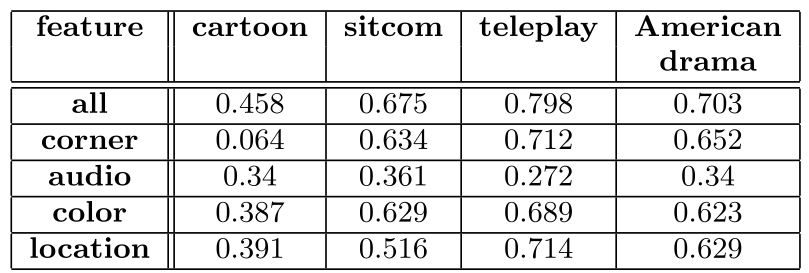 feature cartoon sitcom teleplay American
drama
all 0.458 0.675 0.798 0.703
corner 0.064 0.634 0.712 0.652
audio 0.34 0.361 0.272 0.34
color 0.387 0.629 0.689 0.623
location 0.391 0.516 0.714 0.629